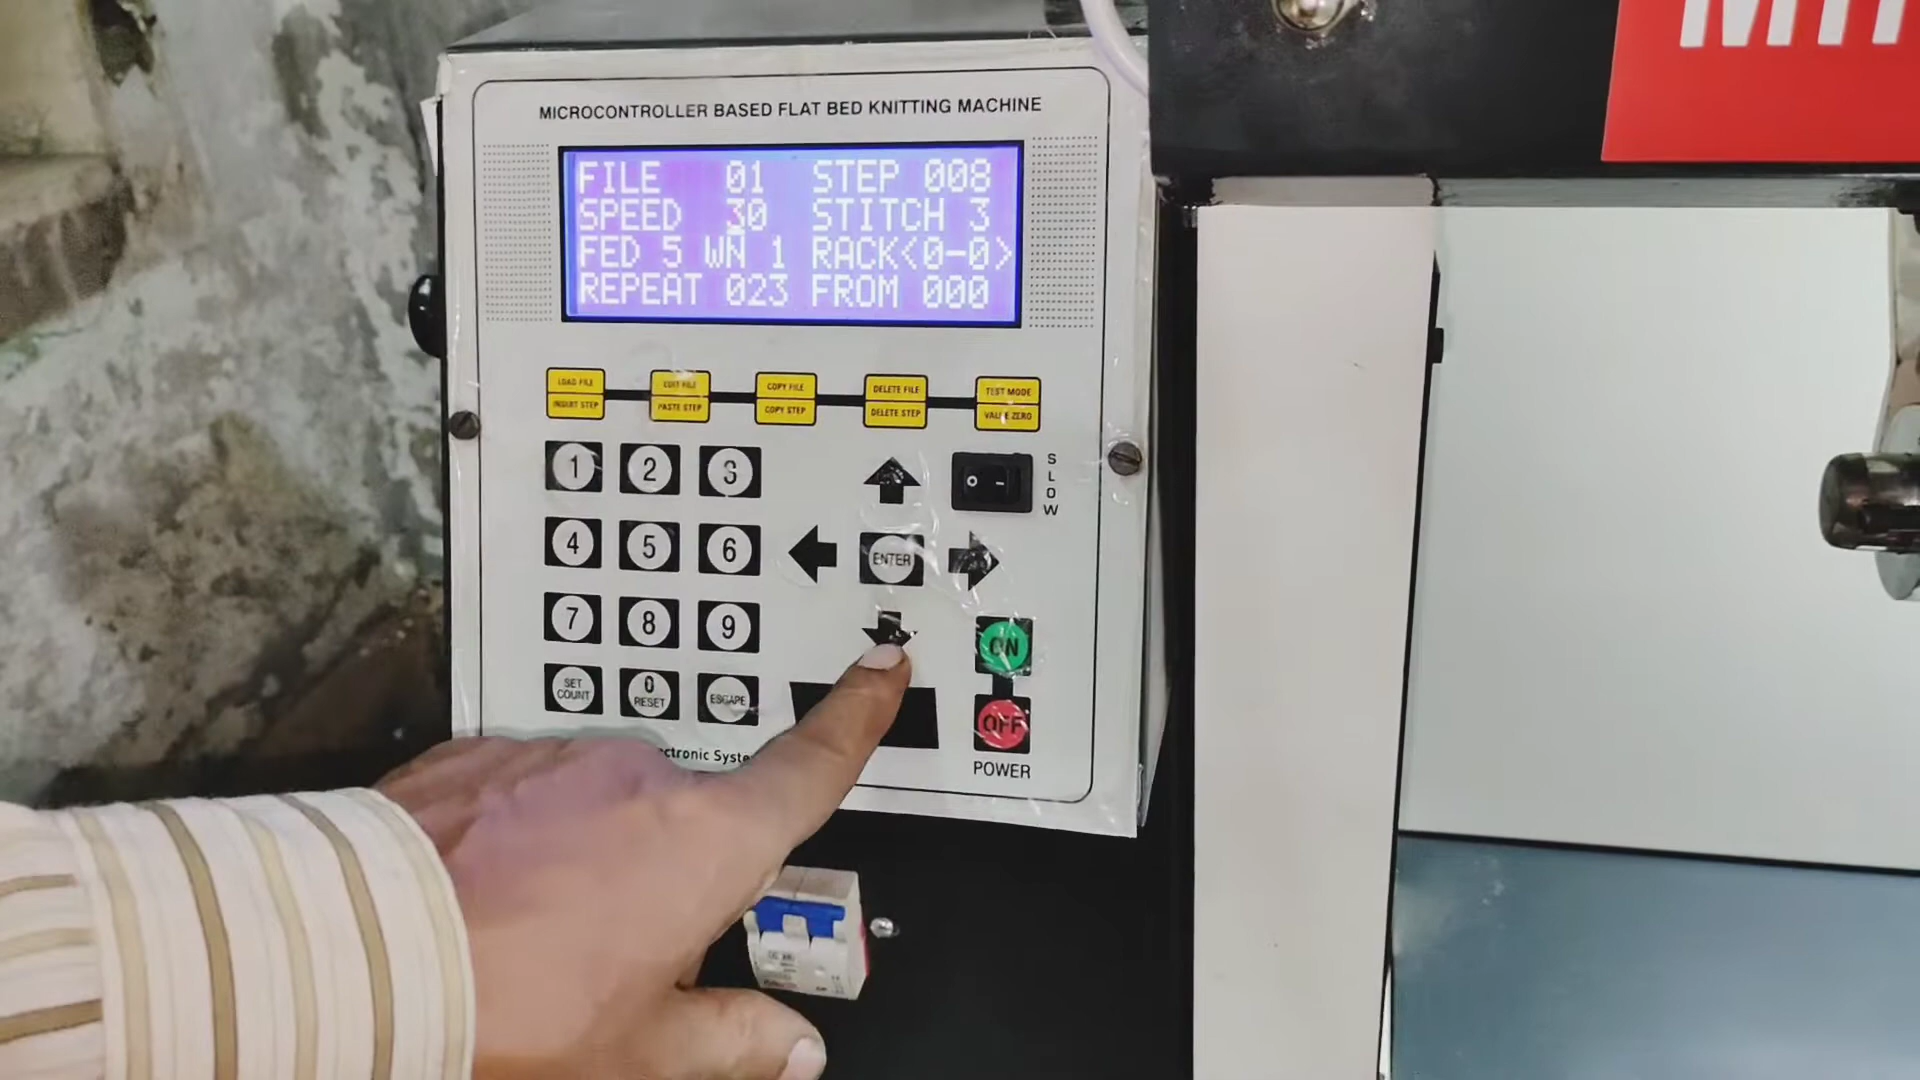 MICROCONTROLLER BASED FLAT BED KNITTING MACHINE
FILE 01 STEP 008
SPEED 30 STITCH 3
FED 5 WN 1 RACK<0-0>
REPEAT 023 FROM 000
LOAD FILE EDIT FILE COPY FILE DELETE FILE TEST MODE
INSERT STEP PASTE STEP COPY STEP DELETE STEP VALUE ZERO
1 2 3
SLOW
4 5 6 ENTER
7 8 9 ON
SET COUNT 0 RESET ESCAPE OFF
POWER